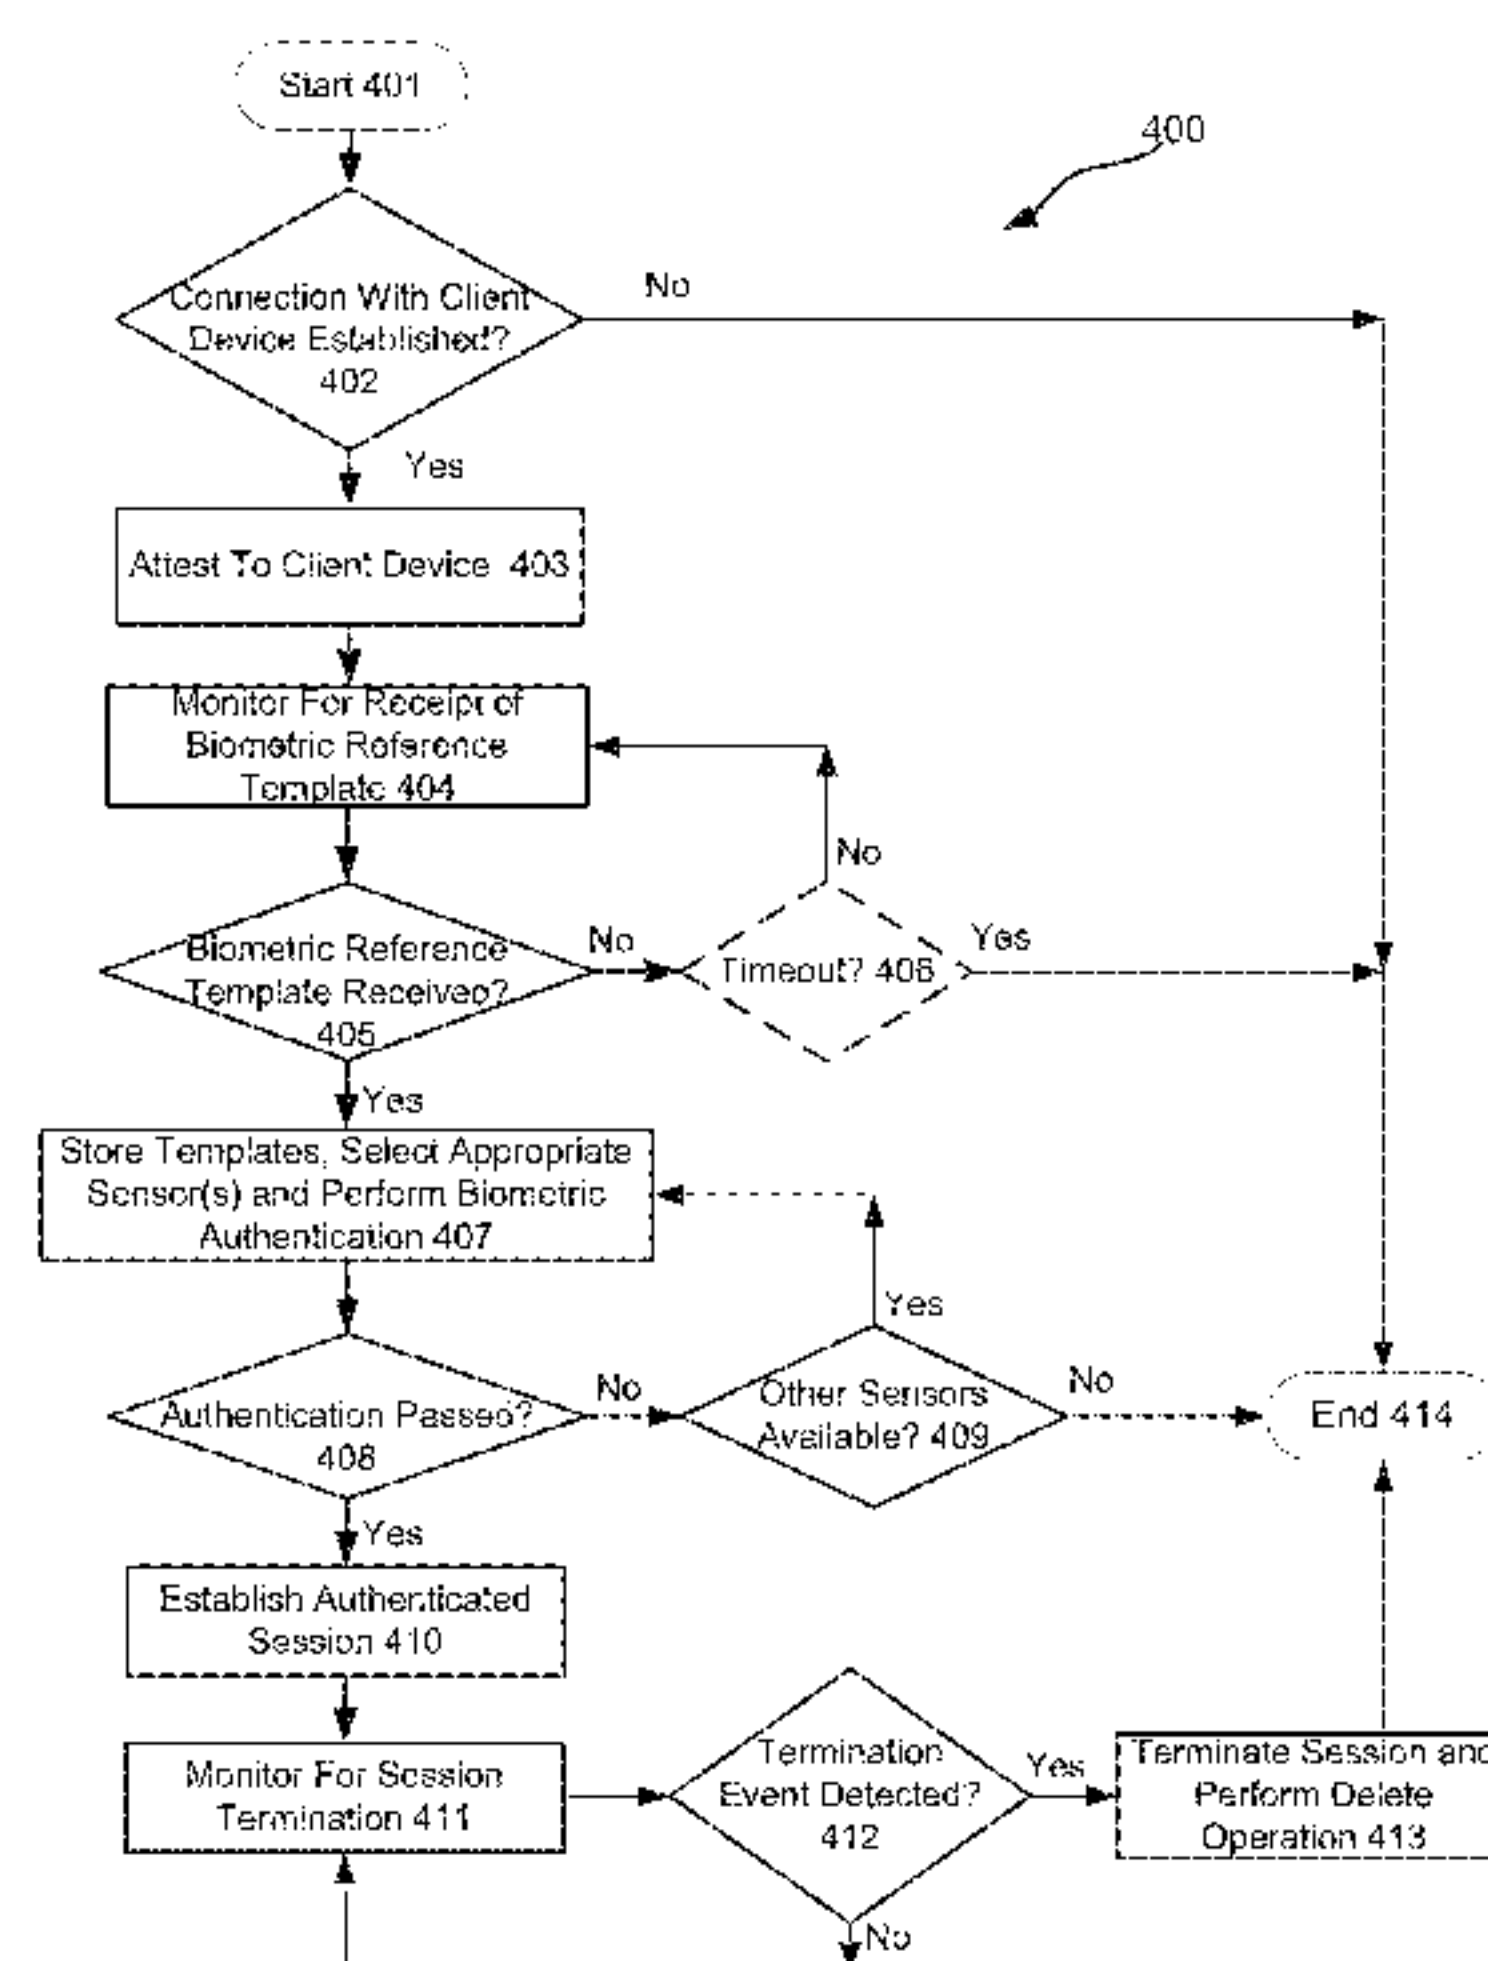 Start 401
400
Connection With Client
Device Established?
402
No
Yes
Attest To Client Device 403
Monitor For Receipt of
Biometric Reference
Template 404
No
Biometric Reference
Template Received?
405
No
Timeout? 406
Yes
Yes
Store Templates, Select Appropriate
Sensor(s) and Perform Biometric
Authentication 407
Yes
Authentication Passed?
408
No
Other Sensors
Available? 409
No
End 414
Yes
Establish Authenticated
Session 410
Monitor For Session
Termination 411
Termination
Event Detected?
412
Yes
Terminate Session and
Perform Delete
Operation 413
No